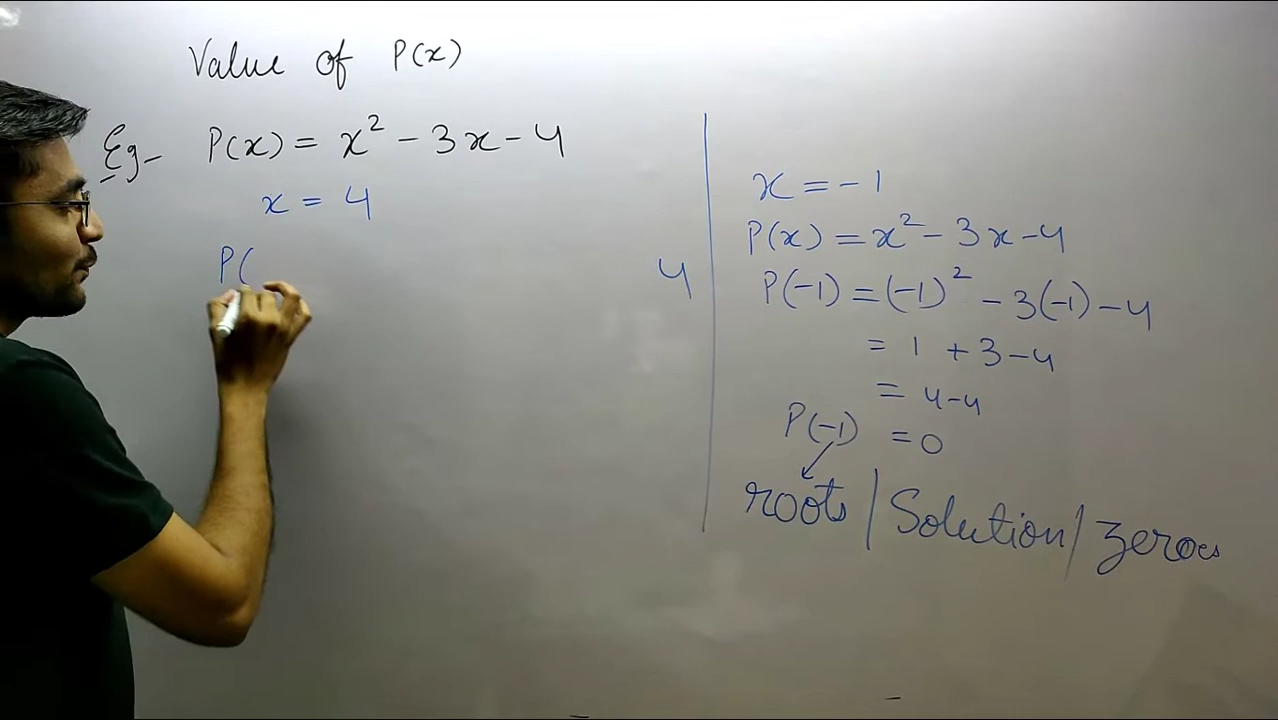 Value of P(x)
Eg- P(x) = x² - 3x - 4
x = 4
P(
4
x = -1
P(x) = x² - 3x - 4
P(-1) = (-1)² - 3(-1) - 4
= 1 + 3 - 4
= 4-4
P(-1) = 0
roots / Solution / zeroes